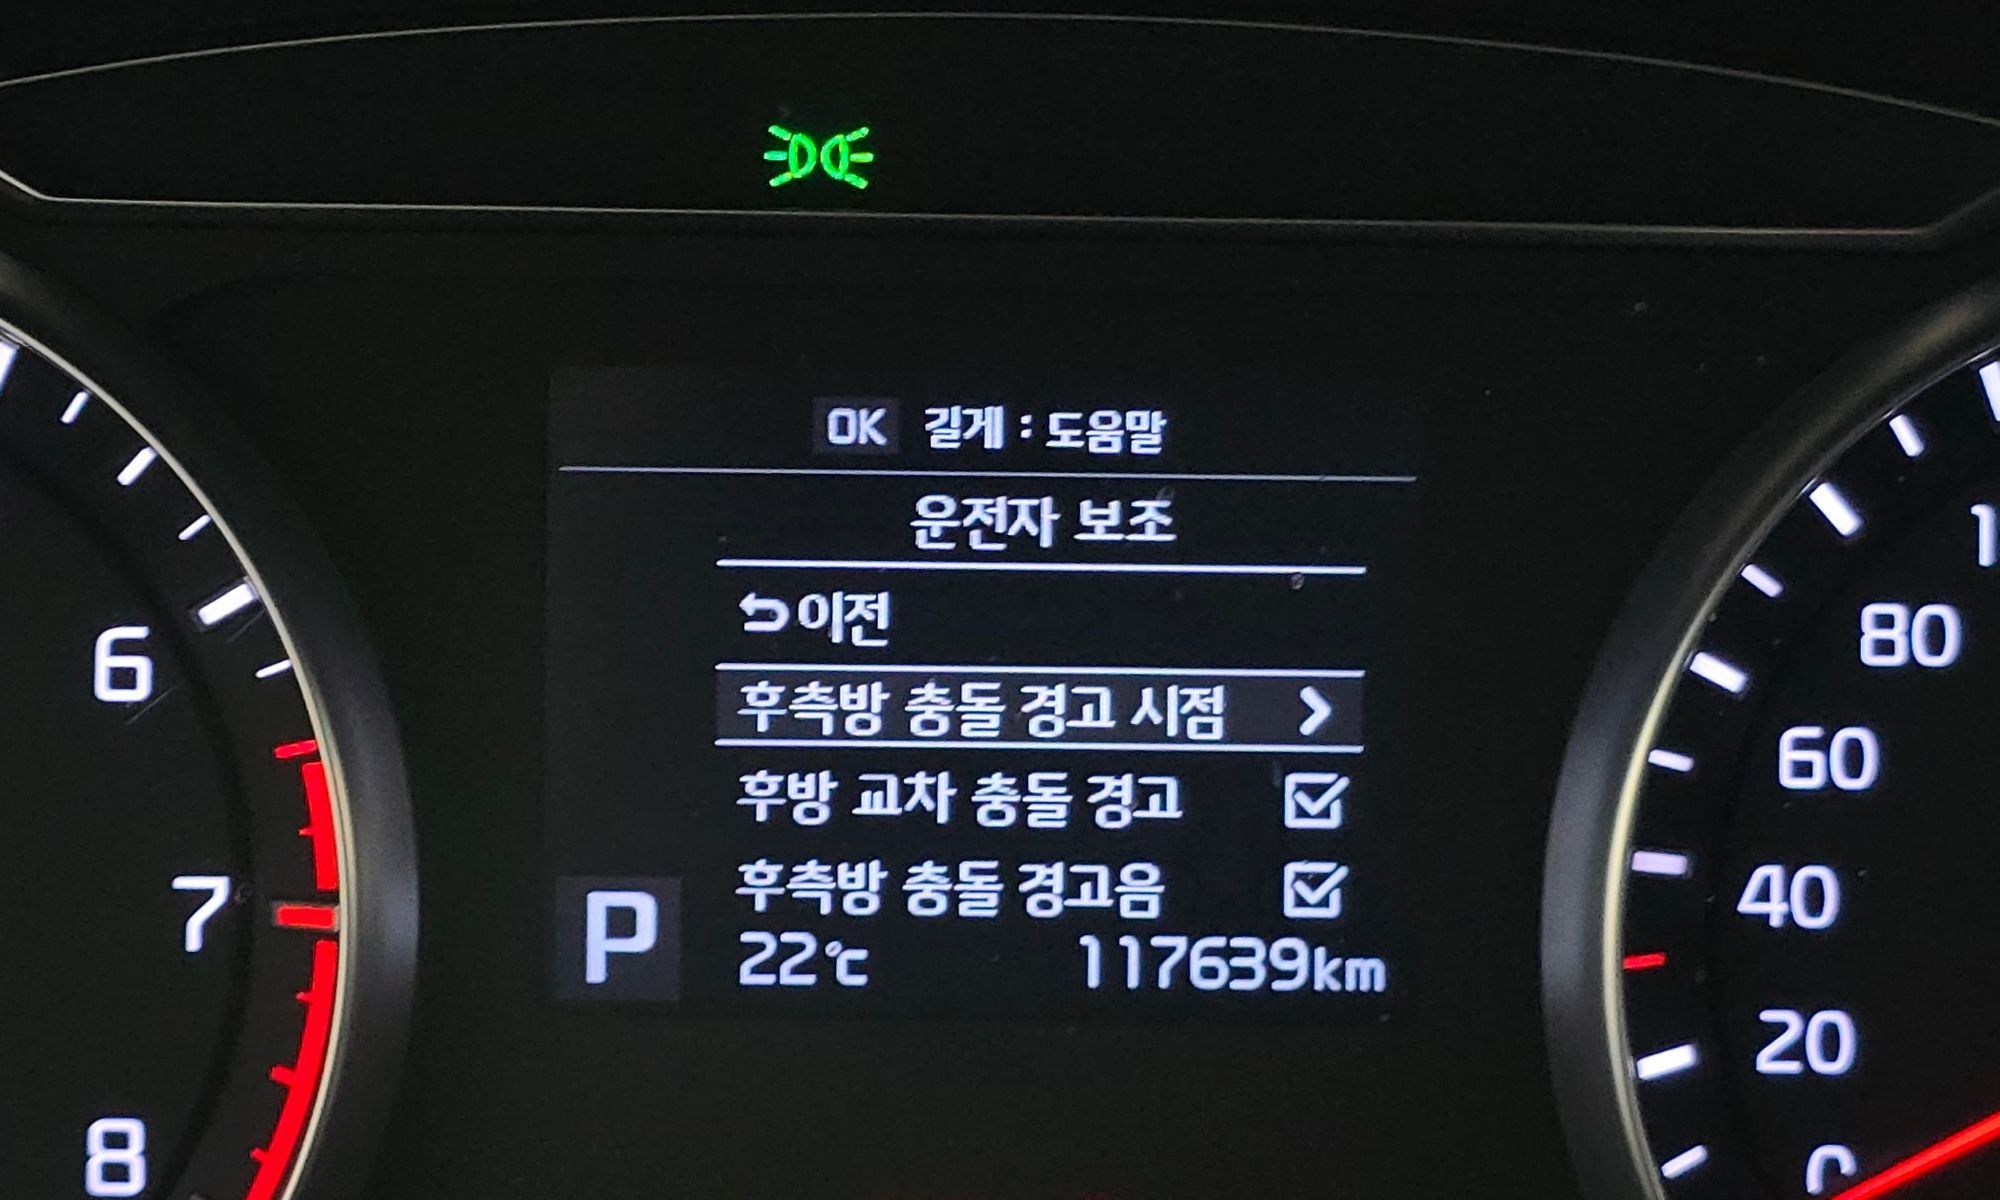 OK 길게 : 도움말
운전자 보조
이전
후측방 충돌 경고 시점
후방 교차 충돌 경고
후측방 충돌 경고음
P 22℃ 117639km
6
7
8
80
60
40
20
0